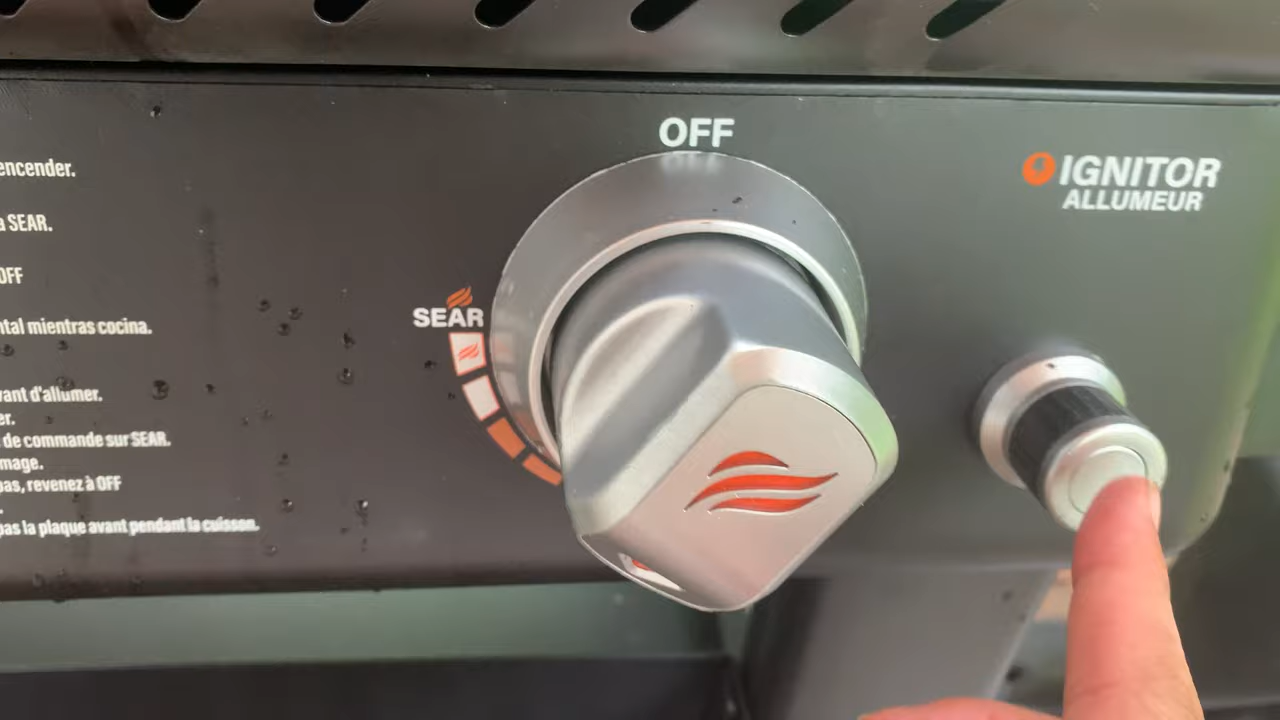 OFF
IGNITOR
ALLUMEUR
encender.
a SEAR.
OFF
SEAR
ntal mientras cocina.
vant d'allumer.
er.
de commande sur SEAR.
mage.
pas, revenez à OFF
pas la plaque avant pendant la cuisson.